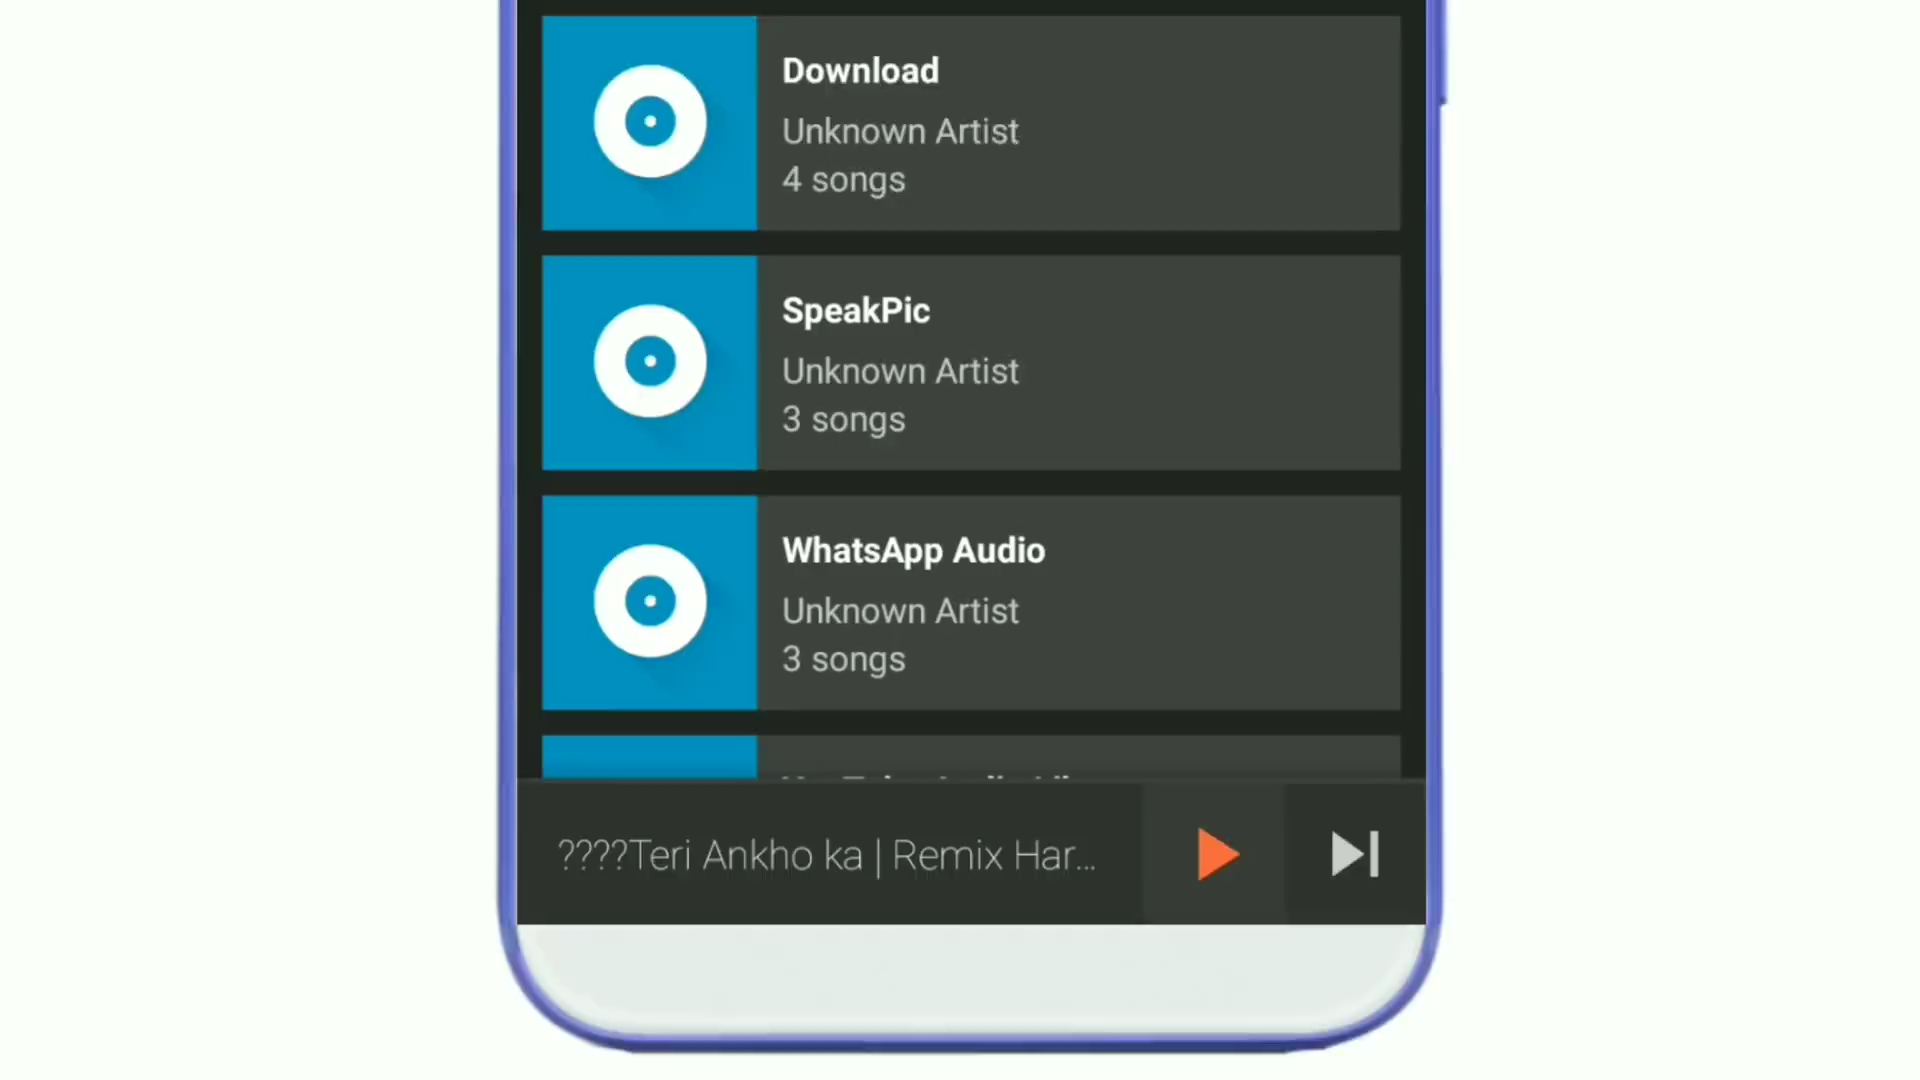 Download
Unknown Artist
4 songs
SpeakPic
Unknown Artist
3 songs
WhatsApp Audio
Unknown Artist
3 songs
????Teri Ankho ka | Remix Har...